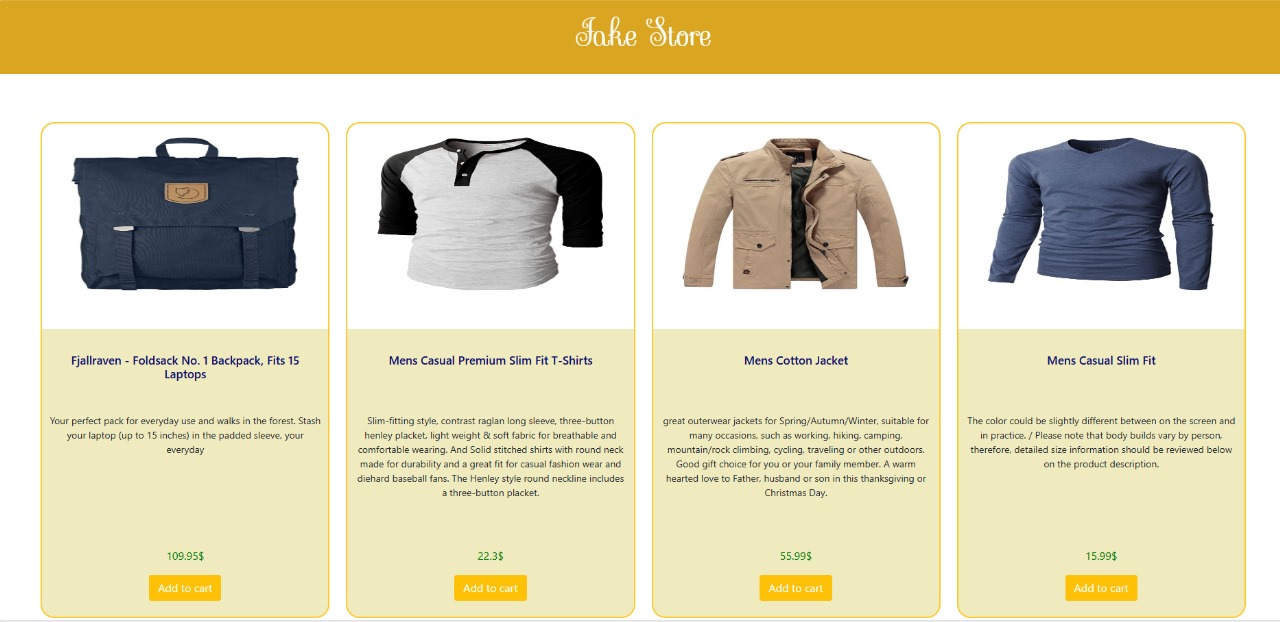 Fake Store
Fjallraven - Foldsack No. 1 Backpack, Fits 15
Laptops
Your perfect pack for everyday use and walks in the forest. Stash
your laptop (up to 15 inches) in the padded sleeve, your
everyday
109.95$
Add to cart
Mens Casual Premium Slim Fit T-Shirts
Slim-fitting style, contrast raglan long sleeve, three-button
henley placket, light weight & soft fabric for breathable and
comfortable wearing. And Solid stitched shirts with round neck
made for durability and a great fit for casual fashion wear and
diehard baseball fans. The Henley style round neckline includes
a three-button placket.
22.3$
Add to cart
Mens Cotton Jacket
great outerwear jackets for Spring/Autumn/Winter, suitable for
many occasions, such as working, hiking, camping,
mountain/rock climbing, cycling, traveling or other outdoors.
Good gift choice for you or your family member. A warm
hearted love to Father, husband or son in this thanksgiving or
Christmas Day.
55.99$
Add to cart
Mens Casual Slim Fit
The color could be slightly different between on the screen and
in practice. / Please note that body builds vary by person,
therefore, detailed size information should be reviewed below
on the product description.
15.99$
Add to cart